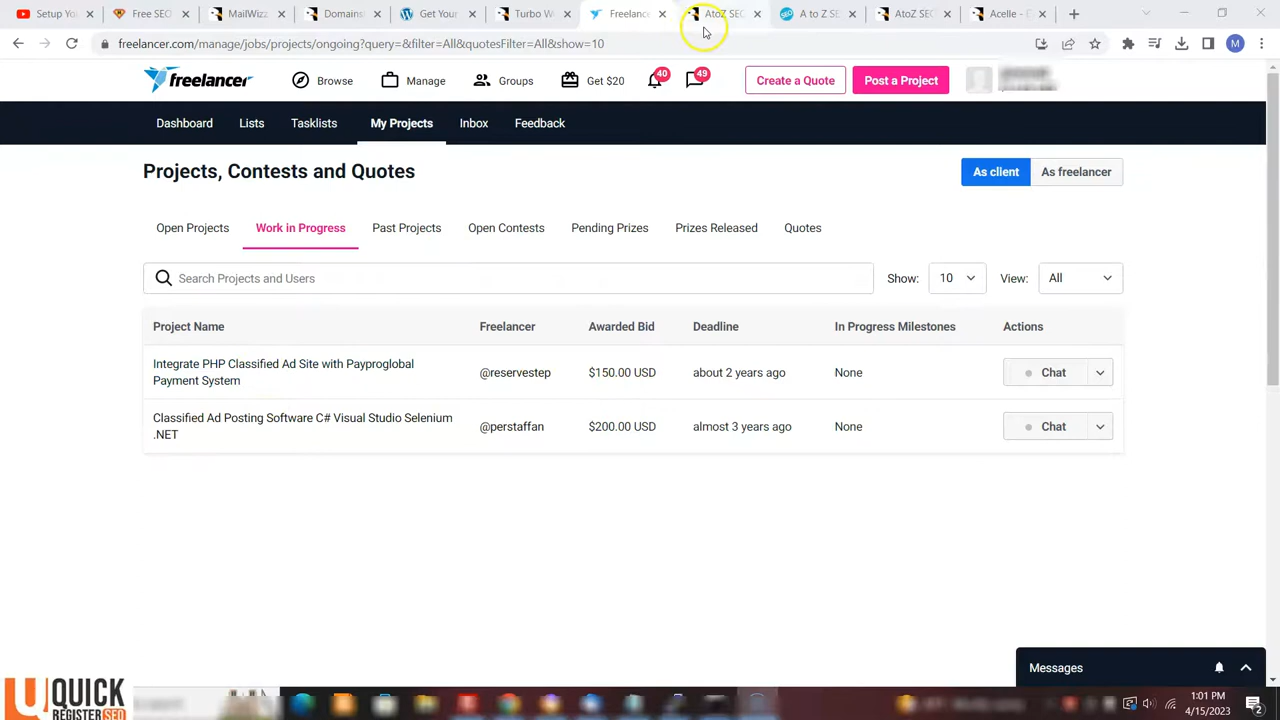 Setup Yo
Free SEO
MailWizz
Domains
Get Your
Turbo W
Freelanc
AtoZ SEO
A to Z SE
AtoZ SEO
Acelle - E
freelancer.com/manage/jobs/projects/ongoing?query=&filter=All&quotesFilter=All&show=10
M
freelancer
Browse
Manage
Groups
Get $20
40
49
Create a Quote
Post a Project
Dashboard
Lists
Tasklists
My Projects
Inbox
Feedback
Projects, Contests and Quotes
As client
As freelancer
Open Projects
Work in Progress
Past Projects
Open Contests
Pending Prizes
Prizes Released
Quotes
Search Projects and Users
Show:
10
View:
All
Project Name
Freelancer
Awarded Bid
Deadline
In Progress Milestones
Actions
Integrate PHP Classified Ad Site with Payproglobal
Payment System
@reservestep
$150.00 USD
about 2 years ago
None
Chat
Classified Ad Posting Software C# Visual Studio Selenium
.NET
@perstaffan
$200.00 USD
almost 3 years ago
None
Chat
Messages
QUICK
REGISTER SEO
1:01 PM
4/15/2023
2